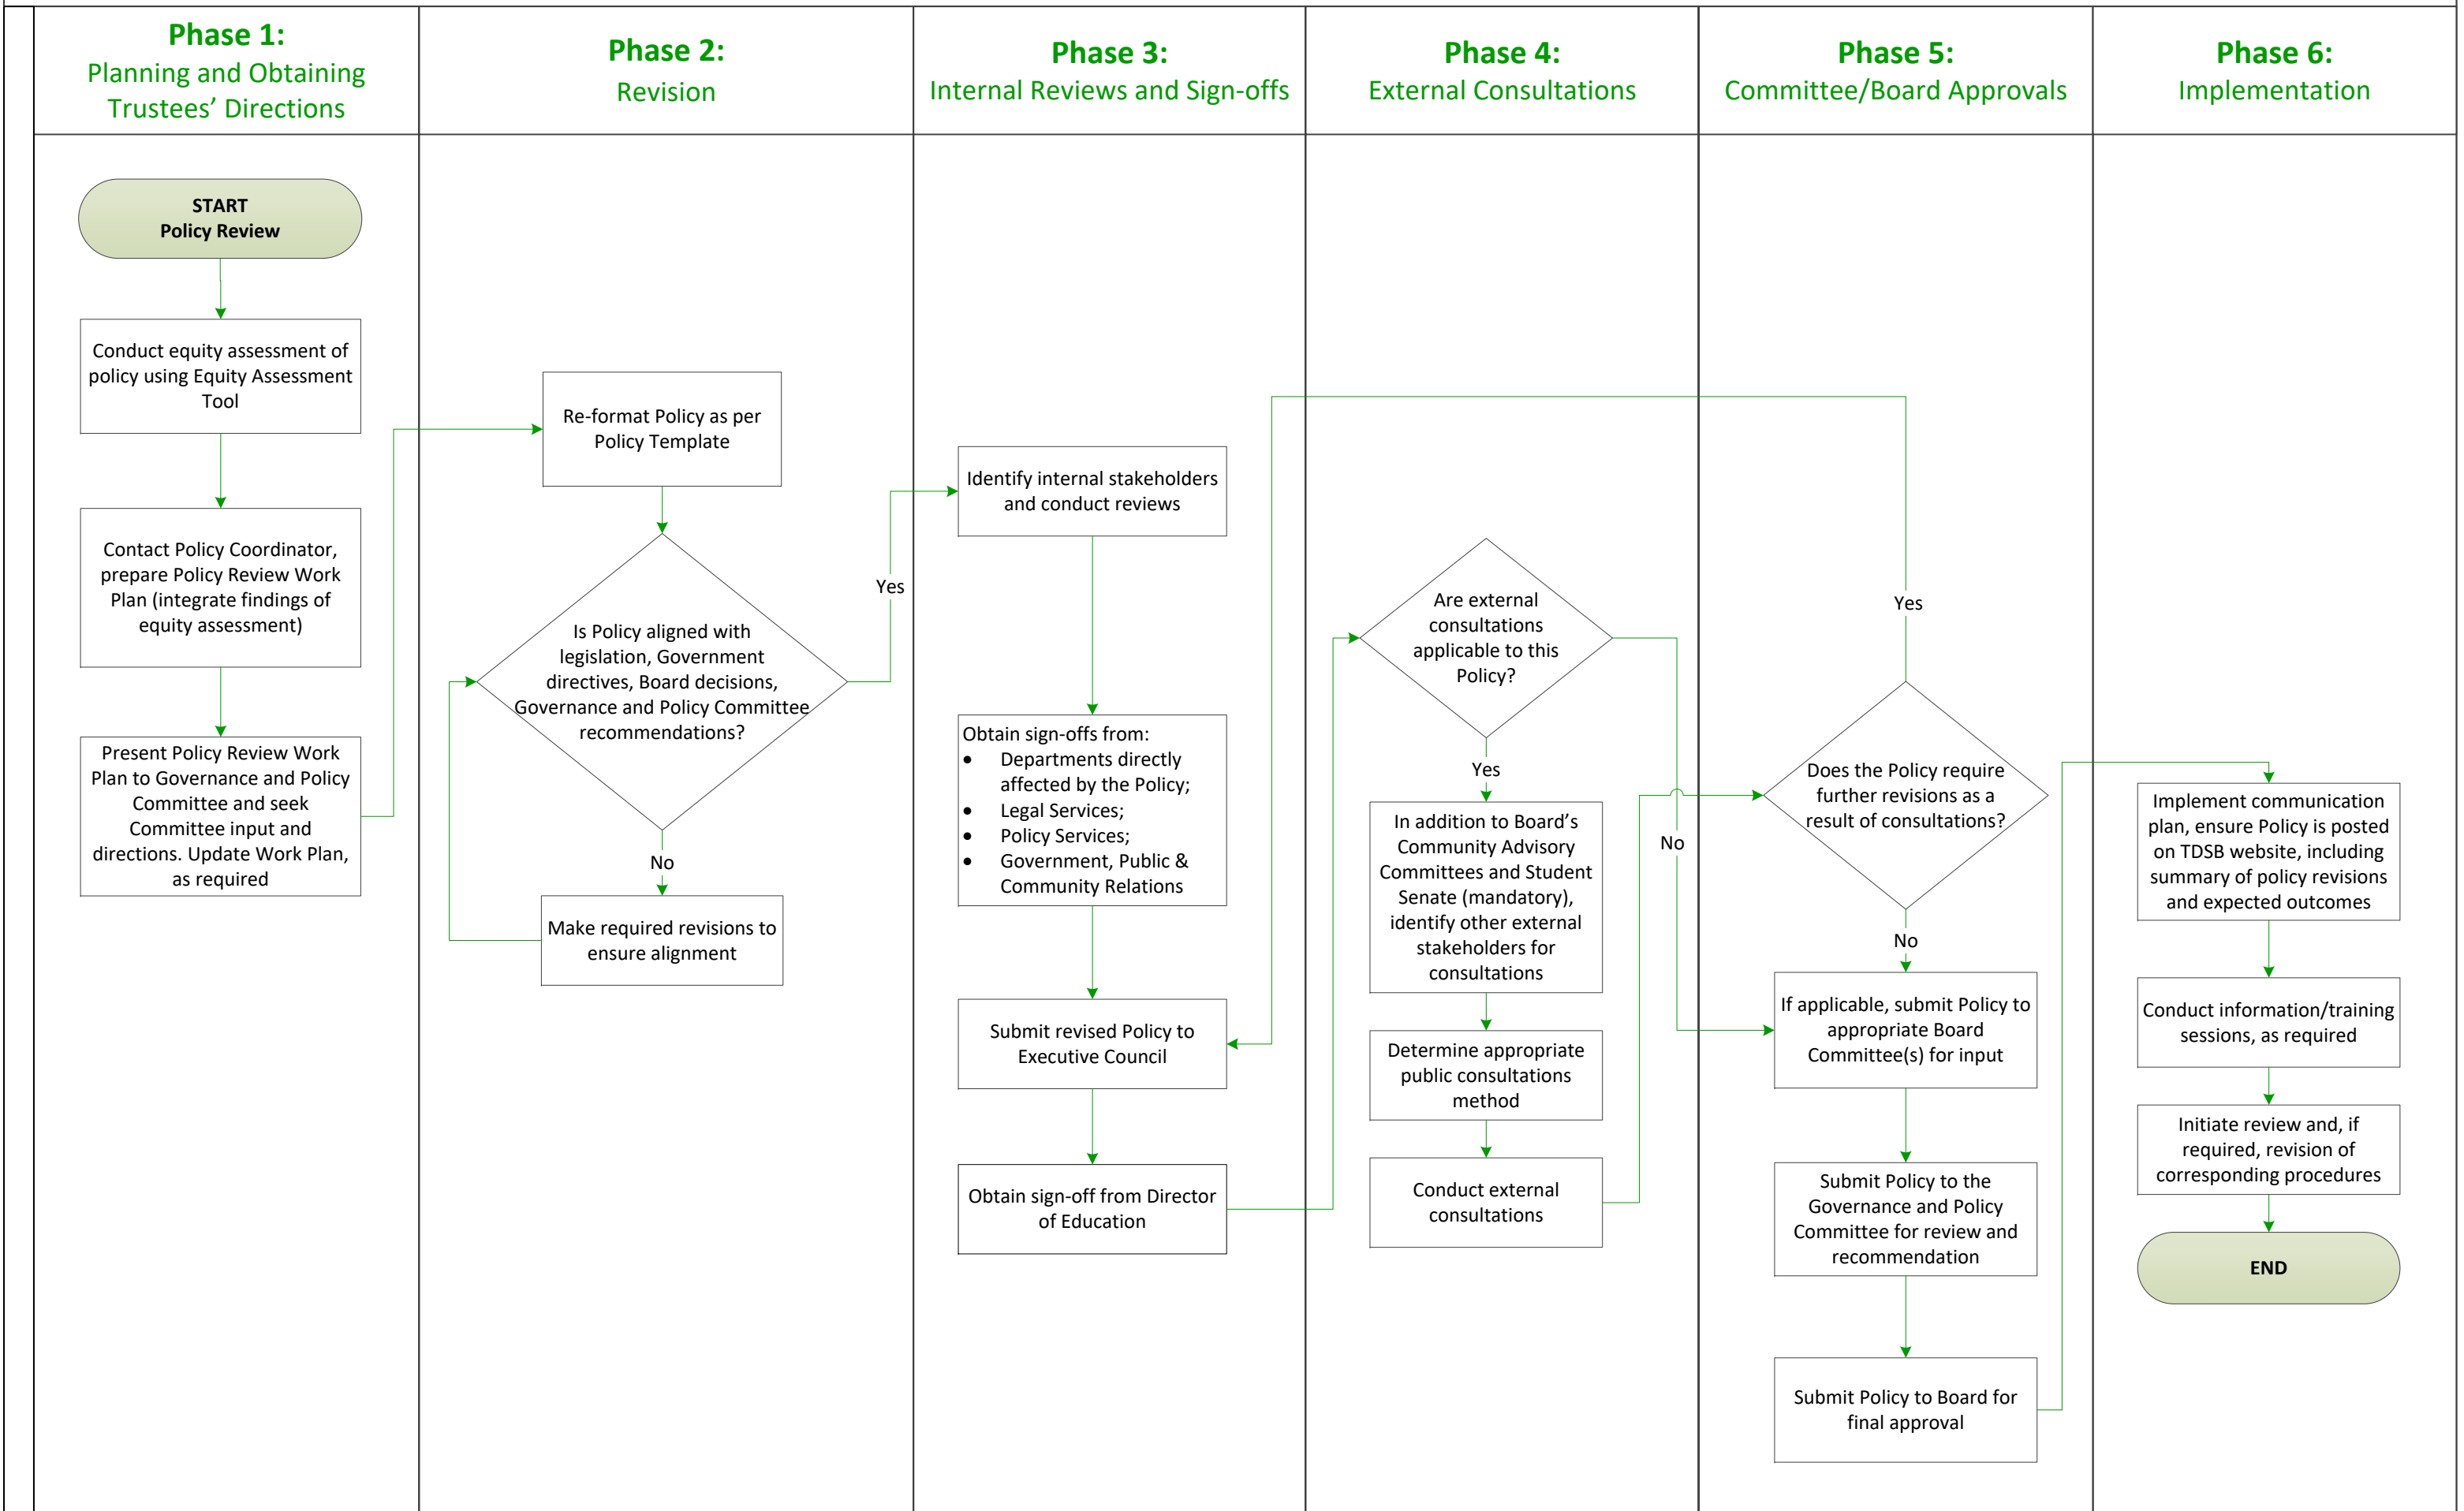 Phase 1:
Planning and Obtaining
Trustees’ Directions
Phase 2:
Revision
Phase 3:
Internal Reviews and Sign-offs
Phase 4:
External Consultations
Phase 5:
Committee/Board Approvals
Phase 6:
Implementation
START
Policy Review
Conduct equity assessment of
policy using Equity Assessment
Tool
Contact Policy Coordinator,
prepare Policy Review Work
Plan (integrate findings of
equity assessment)
Present Policy Review Work
Plan to Governance and Policy
Committee and seek
Committee input and
directions. Update Work Plan,
as required
Re-format Policy as per
Policy Template
Is Policy aligned with
legislation, Government
directives, Board decisions,
Governance and Policy Committee
recommendations?
Yes
No
Make required revisions to
ensure alignment
Identify internal stakeholders
and conduct reviews
Obtain sign-offs from:
• Departments directly
affected by the Policy;
• Legal Services;
• Policy Services;
• Government, Public &
Community Relations
Submit revised Policy to
Executive Council
Obtain sign-off from Director
of Education
Are external
consultations
applicable to this
Policy?
Yes
No
In addition to Board’s
Community Advisory
Committees and Student
Senate (mandatory),
identify other external
stakeholders for
consultations
Determine appropriate
public consultations
method
Conduct external
consultations
Yes
Does the Policy require
further revisions as a
result of consultations?
No
If applicable, submit Policy to
appropriate Board
Committee(s) for input
Submit Policy to the
Governance and Policy
Committee for review and
recommendation
Submit Policy to Board for
final approval
Implement communication
plan, ensure Policy is posted
on TDSB website, including
summary of policy revisions
and expected outcomes
Conduct information/training
sessions, as required
Initiate review and, if
required, revision of
corresponding procedures
END